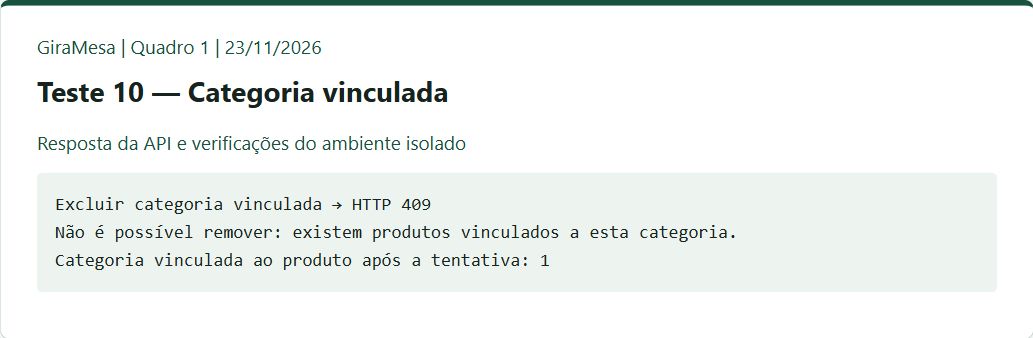 GiraMesa | Quadro 1 | 23/11/2026
Teste 10 — Categoria vinculada
Resposta da API e verificações do ambiente isolado
Excluir categoria vinculada → HTTP 409
Não é possível remover: existem produtos vinculados a esta categoria.
Categoria vinculada ao produto após a tentativa: 1